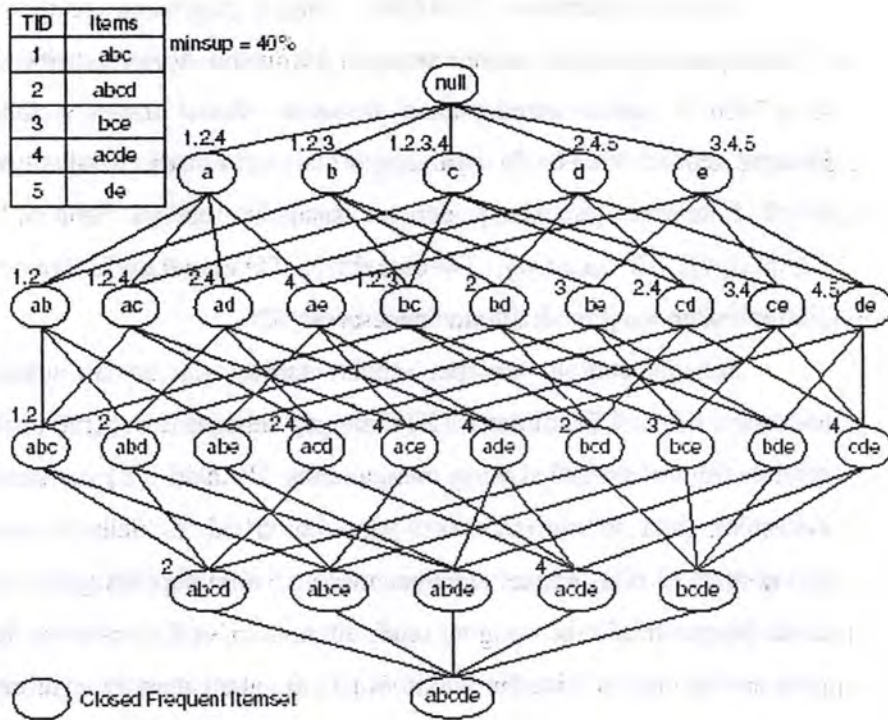 TID Items
1 abc
2 abcd
3 bce
4 acde
5 de
minsup = 40%
null
1,2,4 1,2,3 1,2,3,4 2,4,5 3,4,5
a b c d e
1,2 1,2,4 2,4 4 1,2,3 2 3 2,4 3,4 4,5
ab ac ad ae bc bd be cd ce de
1,2 2 2,4 4 4 2 3 4
abc abd abe acd ace ade bcd bce bde cde
2 4
abcd abce abde acde bcde
abcde
Closed Frequent Itemset